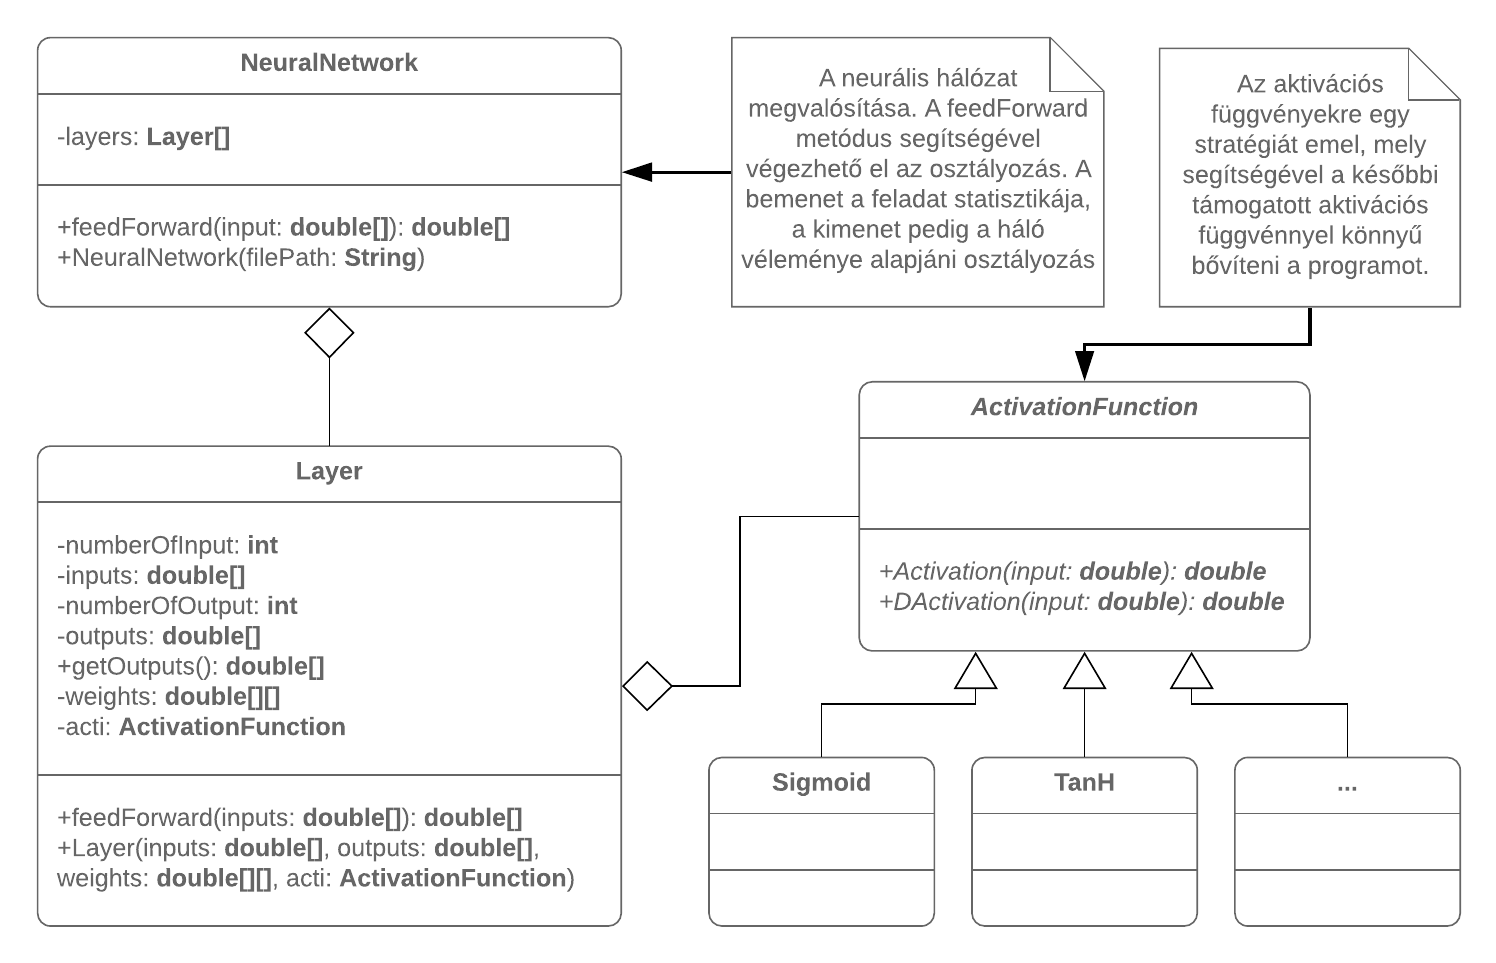 NeuralNetwork
-layers: Layer[]
+feedForward(input: double[]): double[]
+NeuralNetwork(filePath: String)
A neurális hálózat
megvalósítása. A feedForward
metódus segítségével
végezhető el az osztályozás. A
bemenet a feladat statisztikája,
a kimenet pedig a háló
véleménye alapjáni osztályozás
Az aktivációs
függvényekre egy
stratégiát emel, mely
segítségével a későbbi
támogatott aktivációs
függvénnyel könnyű
bővíteni a programot.
Layer
-numberOfInput: int
-inputs: double[]
-numberOfOutput: int
-outputs: double[]
+getOutputs(): double[]
-weights: double[][]
-acti: ActivationFunction
+feedForward(inputs: double[]): double[]
+Layer(inputs: double[], outputs: double[],
weights: double[][], acti: ActivationFunction)
ActivationFunction
+Activation(input: double): double
+DActivation(input: double): double
Sigmoid
TanH
...